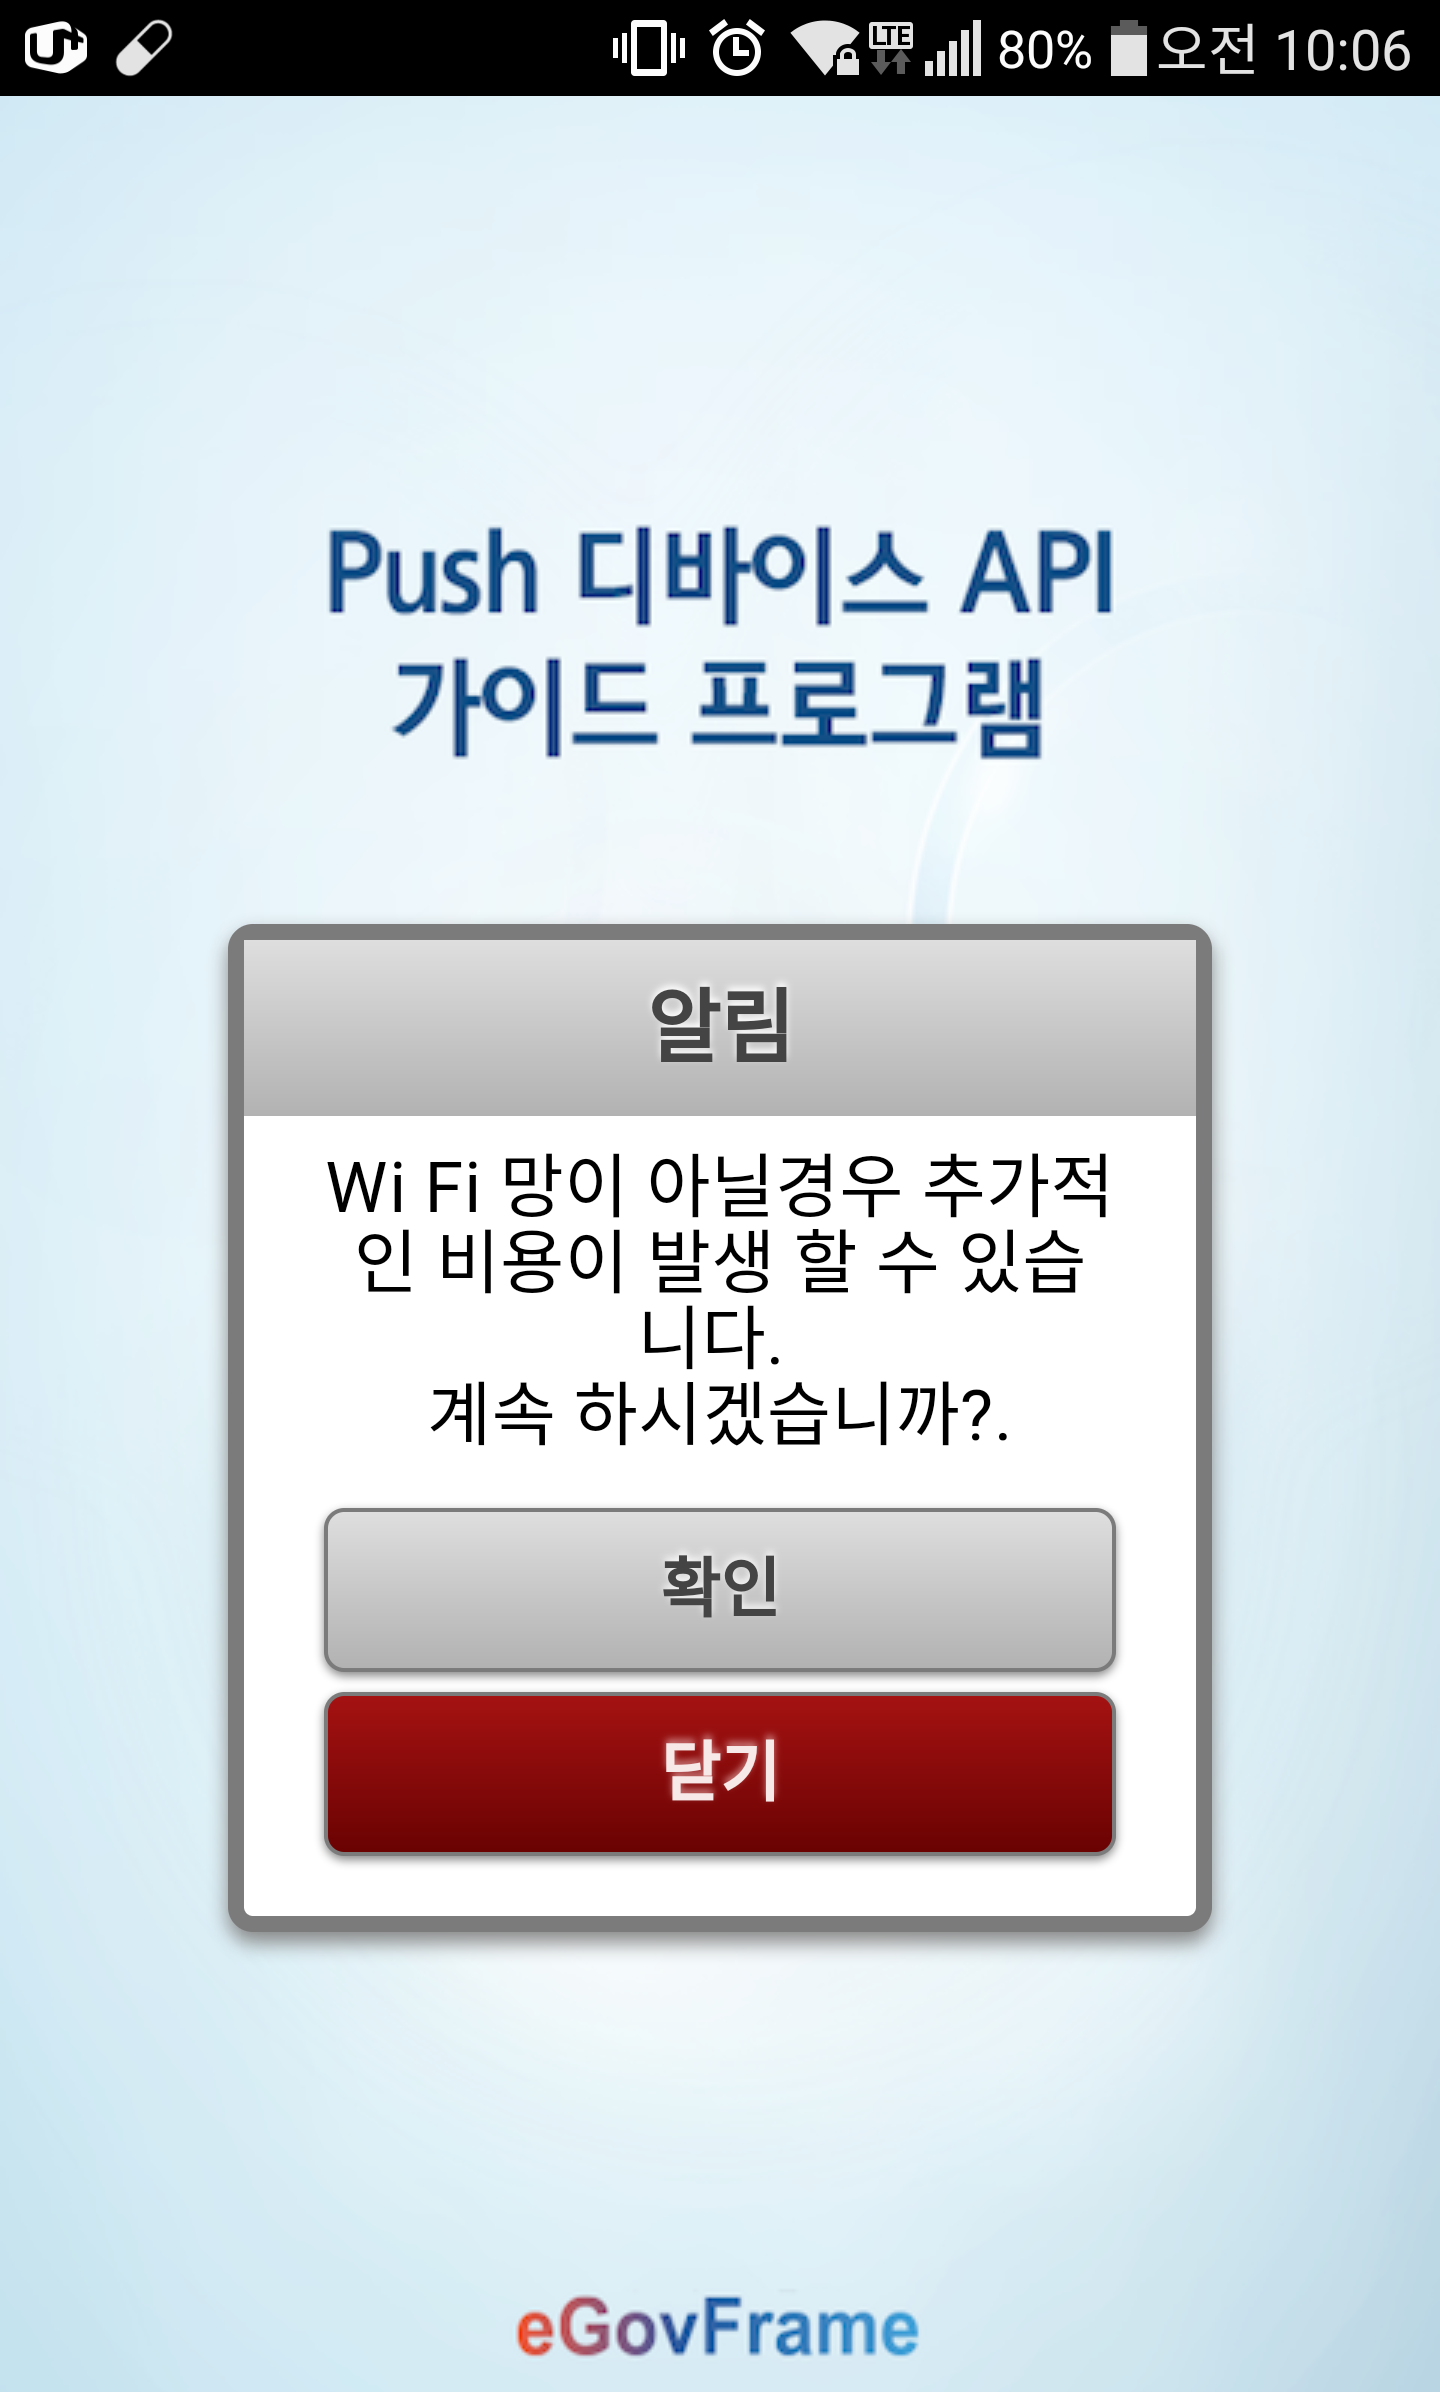 U+ LTE 80% 오전 10:06
Push 디바이스 API
가이드 프로그램
알림
Wi Fi 망이 아닐경우 추가적
인 비용이 발생 할 수 있습
니다.
계속 하시겠습니까?.
확인
닫기
eGovFrame